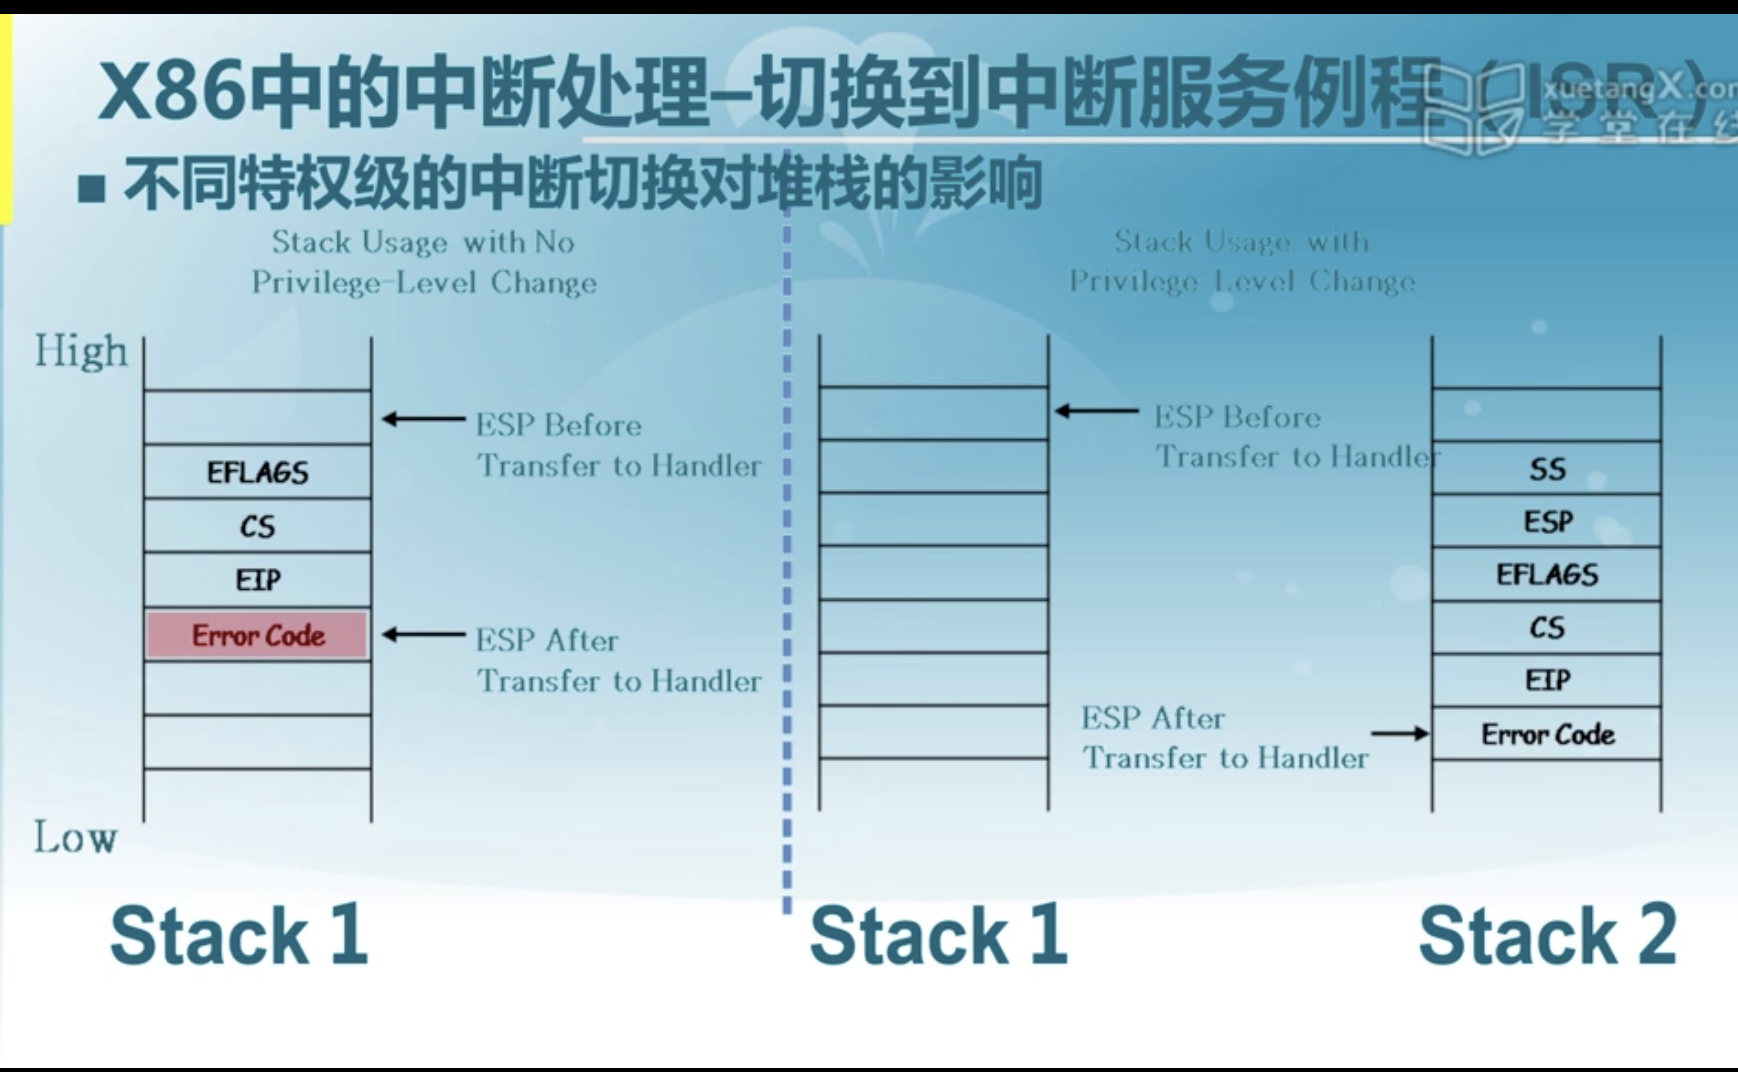 X86中的中断处理–切换到中断服务例程（ISR）
xuetangX.com
学堂在线
■ 不同特权级的中断切换对堆栈的影响
Stack Usage with No
Privilege-Level Change
High
ESP Before
Transfer to Handler
EFLAGS
CS
EIP
Error Code
ESP After
Transfer to Handler
Low
Stack 1
Stack Usage with
Privilege-Level Change
ESP Before
Transfer to Handler
SS
ESP
EFLAGS
CS
EIP
Error Code
ESP After
Transfer to Handler
Stack 1
Stack 2